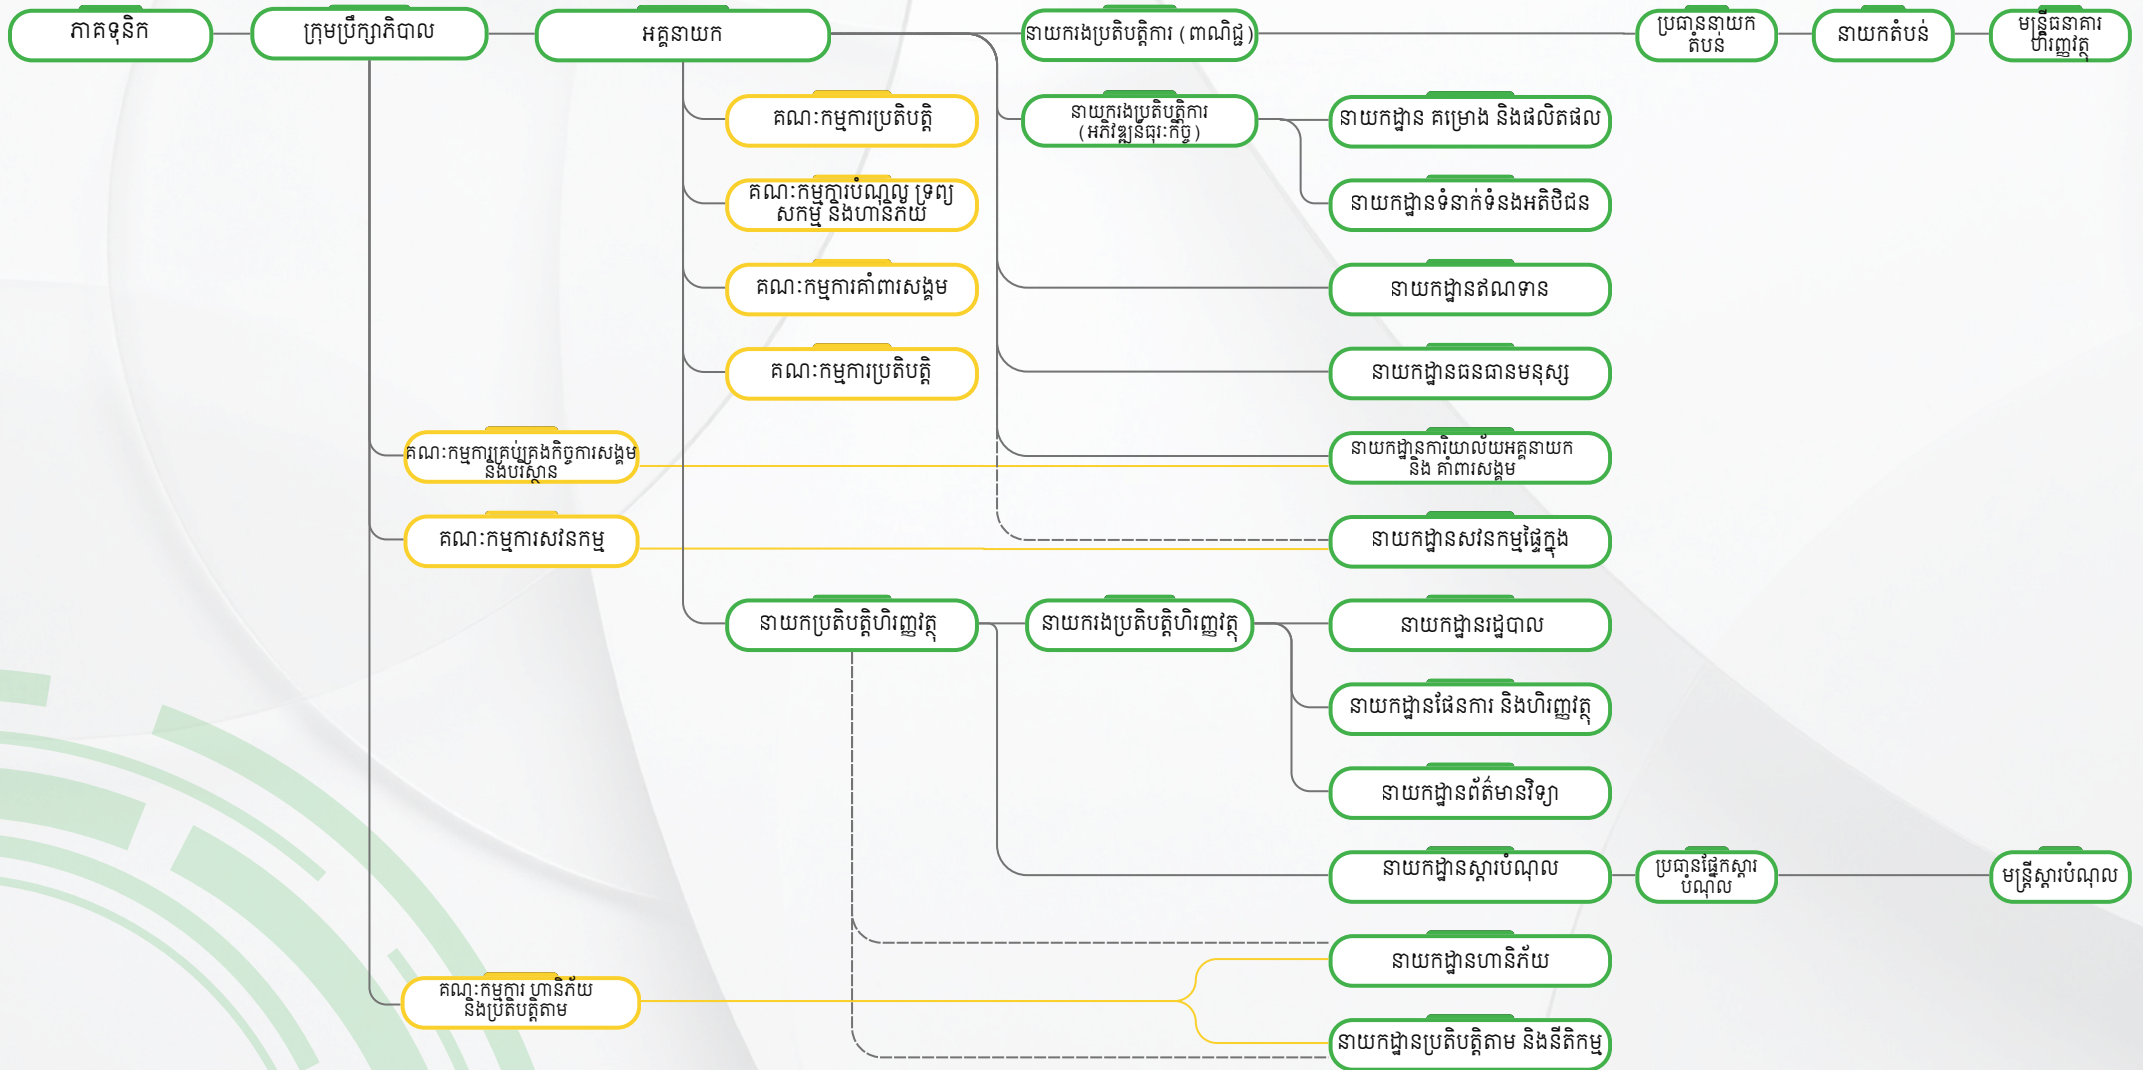 ភាគទុនិក
ក្រុមប្រឹក្សាភិបាល
អគ្គនាយក
នាយករងប្រតិបត្តិការ (ពាណិជ្ជ)
ប្រធាននាយក
តំបន់
នាយកតំបន់
មន្ត្រីធនាគារ
ហិរញ្ញវត្ថុ
គណៈកម្មការប្រតិបត្តិ
នាយករងប្រតិបត្តិការ
(អភិវឌ្ឍន៍ធុរៈកិច្ច)
នាយកដ្ឋាន គម្រោង និងផលិតផល
គណៈកម្មការបំណុល ទ្រព្យ
សកម្ម និងហានិភ័យ
នាយកដ្ឋានទំនាក់ទំនងអតិថិជន
គណៈកម្មការគាំពារសង្គម
នាយកដ្ឋានឥណទាន
គណៈកម្មការប្រតិបត្តិ
នាយកដ្ឋានធនធានមនុស្ស
គណៈកម្មការគ្រប់គ្រងកិច្ចការសង្គម
និងបរិស្ថាន
នាយកដ្ឋានការិយាល័យអគ្គនាយក
និង គាំពារសង្គម
គណៈកម្មការសវនកម្ម
នាយកដ្ឋានសវនកម្មផ្ទៃក្នុង
នាយកប្រតិបត្តិហិរញ្ញវត្ថុ
នាយករងប្រតិបត្តិហិរញ្ញវត្ថុ
នាយកដ្ឋានរដ្ឋបាល
នាយកដ្ឋានផែនការ និងហិរញ្ញវត្ថុ
នាយកដ្ឋានព័ត៌មានវិទ្យា
នាយកដ្ឋានស្តារបំណុល
ប្រធានផ្នែកស្តារ
បំណុល
មន្ត្រីស្តារបំណុល
នាយកដ្ឋានហានិភ័យ
គណៈកម្មការ ហានិភ័យ
និងប្រតិបត្តិតាម
នាយកដ្ឋានប្រតិបត្តិតាម និងនីតិកម្ម